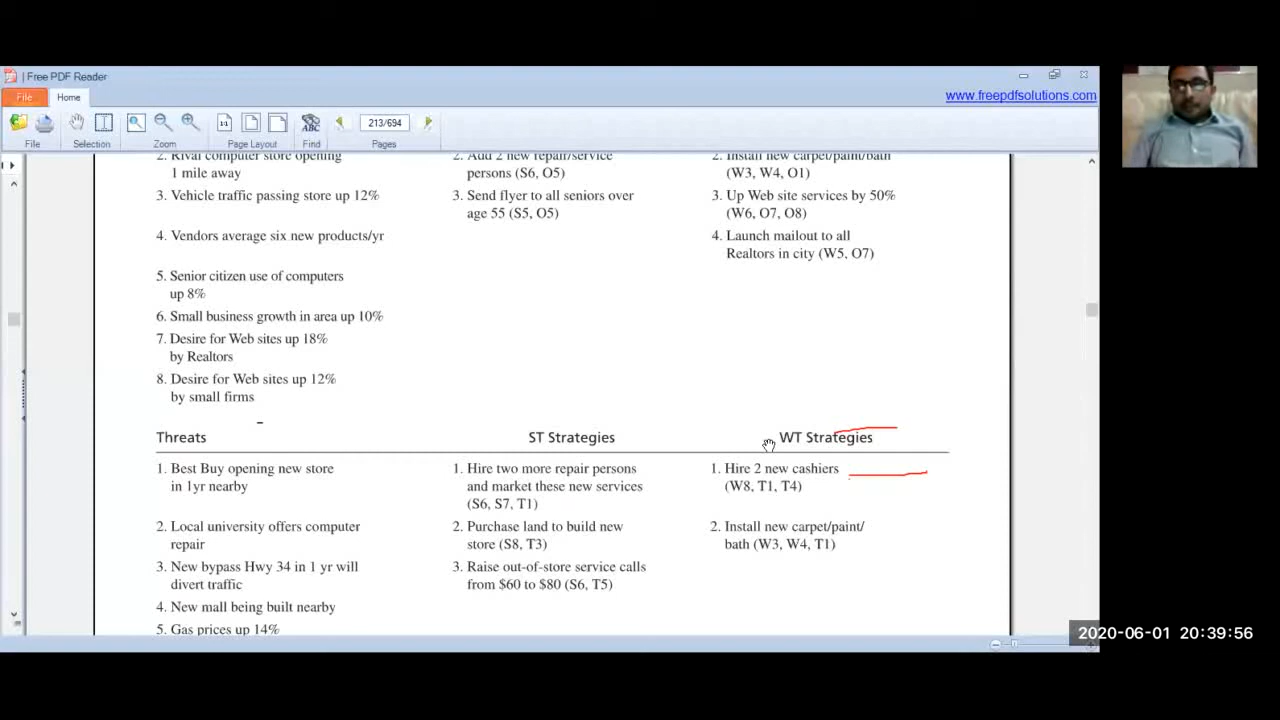 Free PDF Reader
www.freepdfsolutions.com
File
Home
1:1
ABC
213/694
File
Selection
Zoom
Page Layout
Find
Pages
2. Rival computer store opening
1 mile away
3. Vehicle traffic passing store up 12%
4. Vendors average six new products/yr
5. Senior citizen use of computers
up 8%
6. Small business growth in area up 10%
7. Desire for Web sites up 18%
by Realtors
8. Desire for Web sites up 12%
by small firms
2. Add 2 new repair/service
persons (S6, O5)
3. Send flyer to all seniors over
age 55 (S5, O5)
2. Install new carpet/paint/bath
(W3, W4, O1)
3. Up Web site services by 50%
(W6, O7, O8)
4. Launch mailout to all
Realtors in city (W5, O7)
Threats
1. Best Buy opening new store
in 1yr nearby
2. Local university offers computer
repair
3. New bypass Hwy 34 in 1 yr will
divert traffic
4. New mall being built nearby
5. Gas prices up 14%
ST Strategies
1. Hire two more repair persons
and market these new services
(S6, S7, T1)
2. Purchase land to build new
store (S8, T3)
3. Raise out-of-store service calls
from $60 to $80 (S6, T5)
WT Strategies
1. Hire 2 new cashiers
(W8, T1, T4)
2. Install new carpet/paint/
bath (W3, W4, T1)
2020-06-01 20:39:56